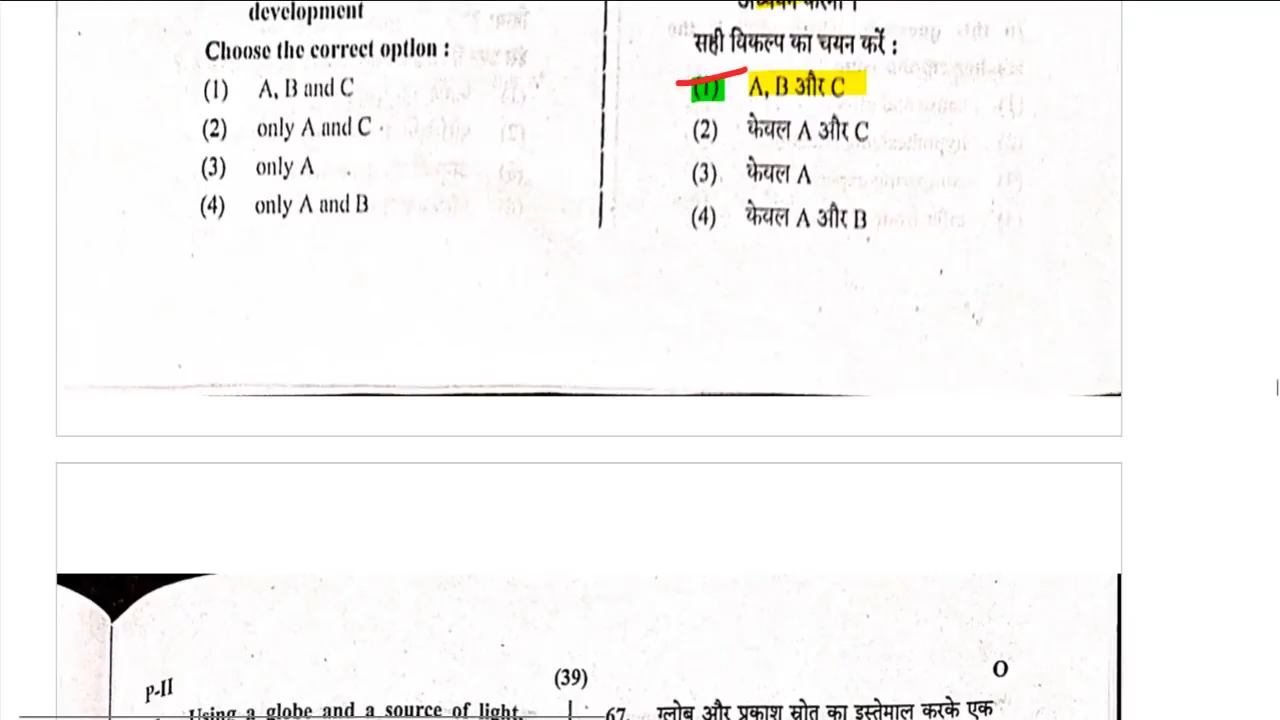 development
Choose the correct option :
(1) A, B and C
(2) only A and C
(3) only A
(4) only A and B
सही विकल्प का चयन करें :
(1) A, B और C
(2) केवल A और C
(3) केवल A
(4) केवल A और B
(39)
O
P-II
Using a globe and a source of light,
67. ग्लोब और प्रकाश स्रोत का इस्तेमाल करके एक